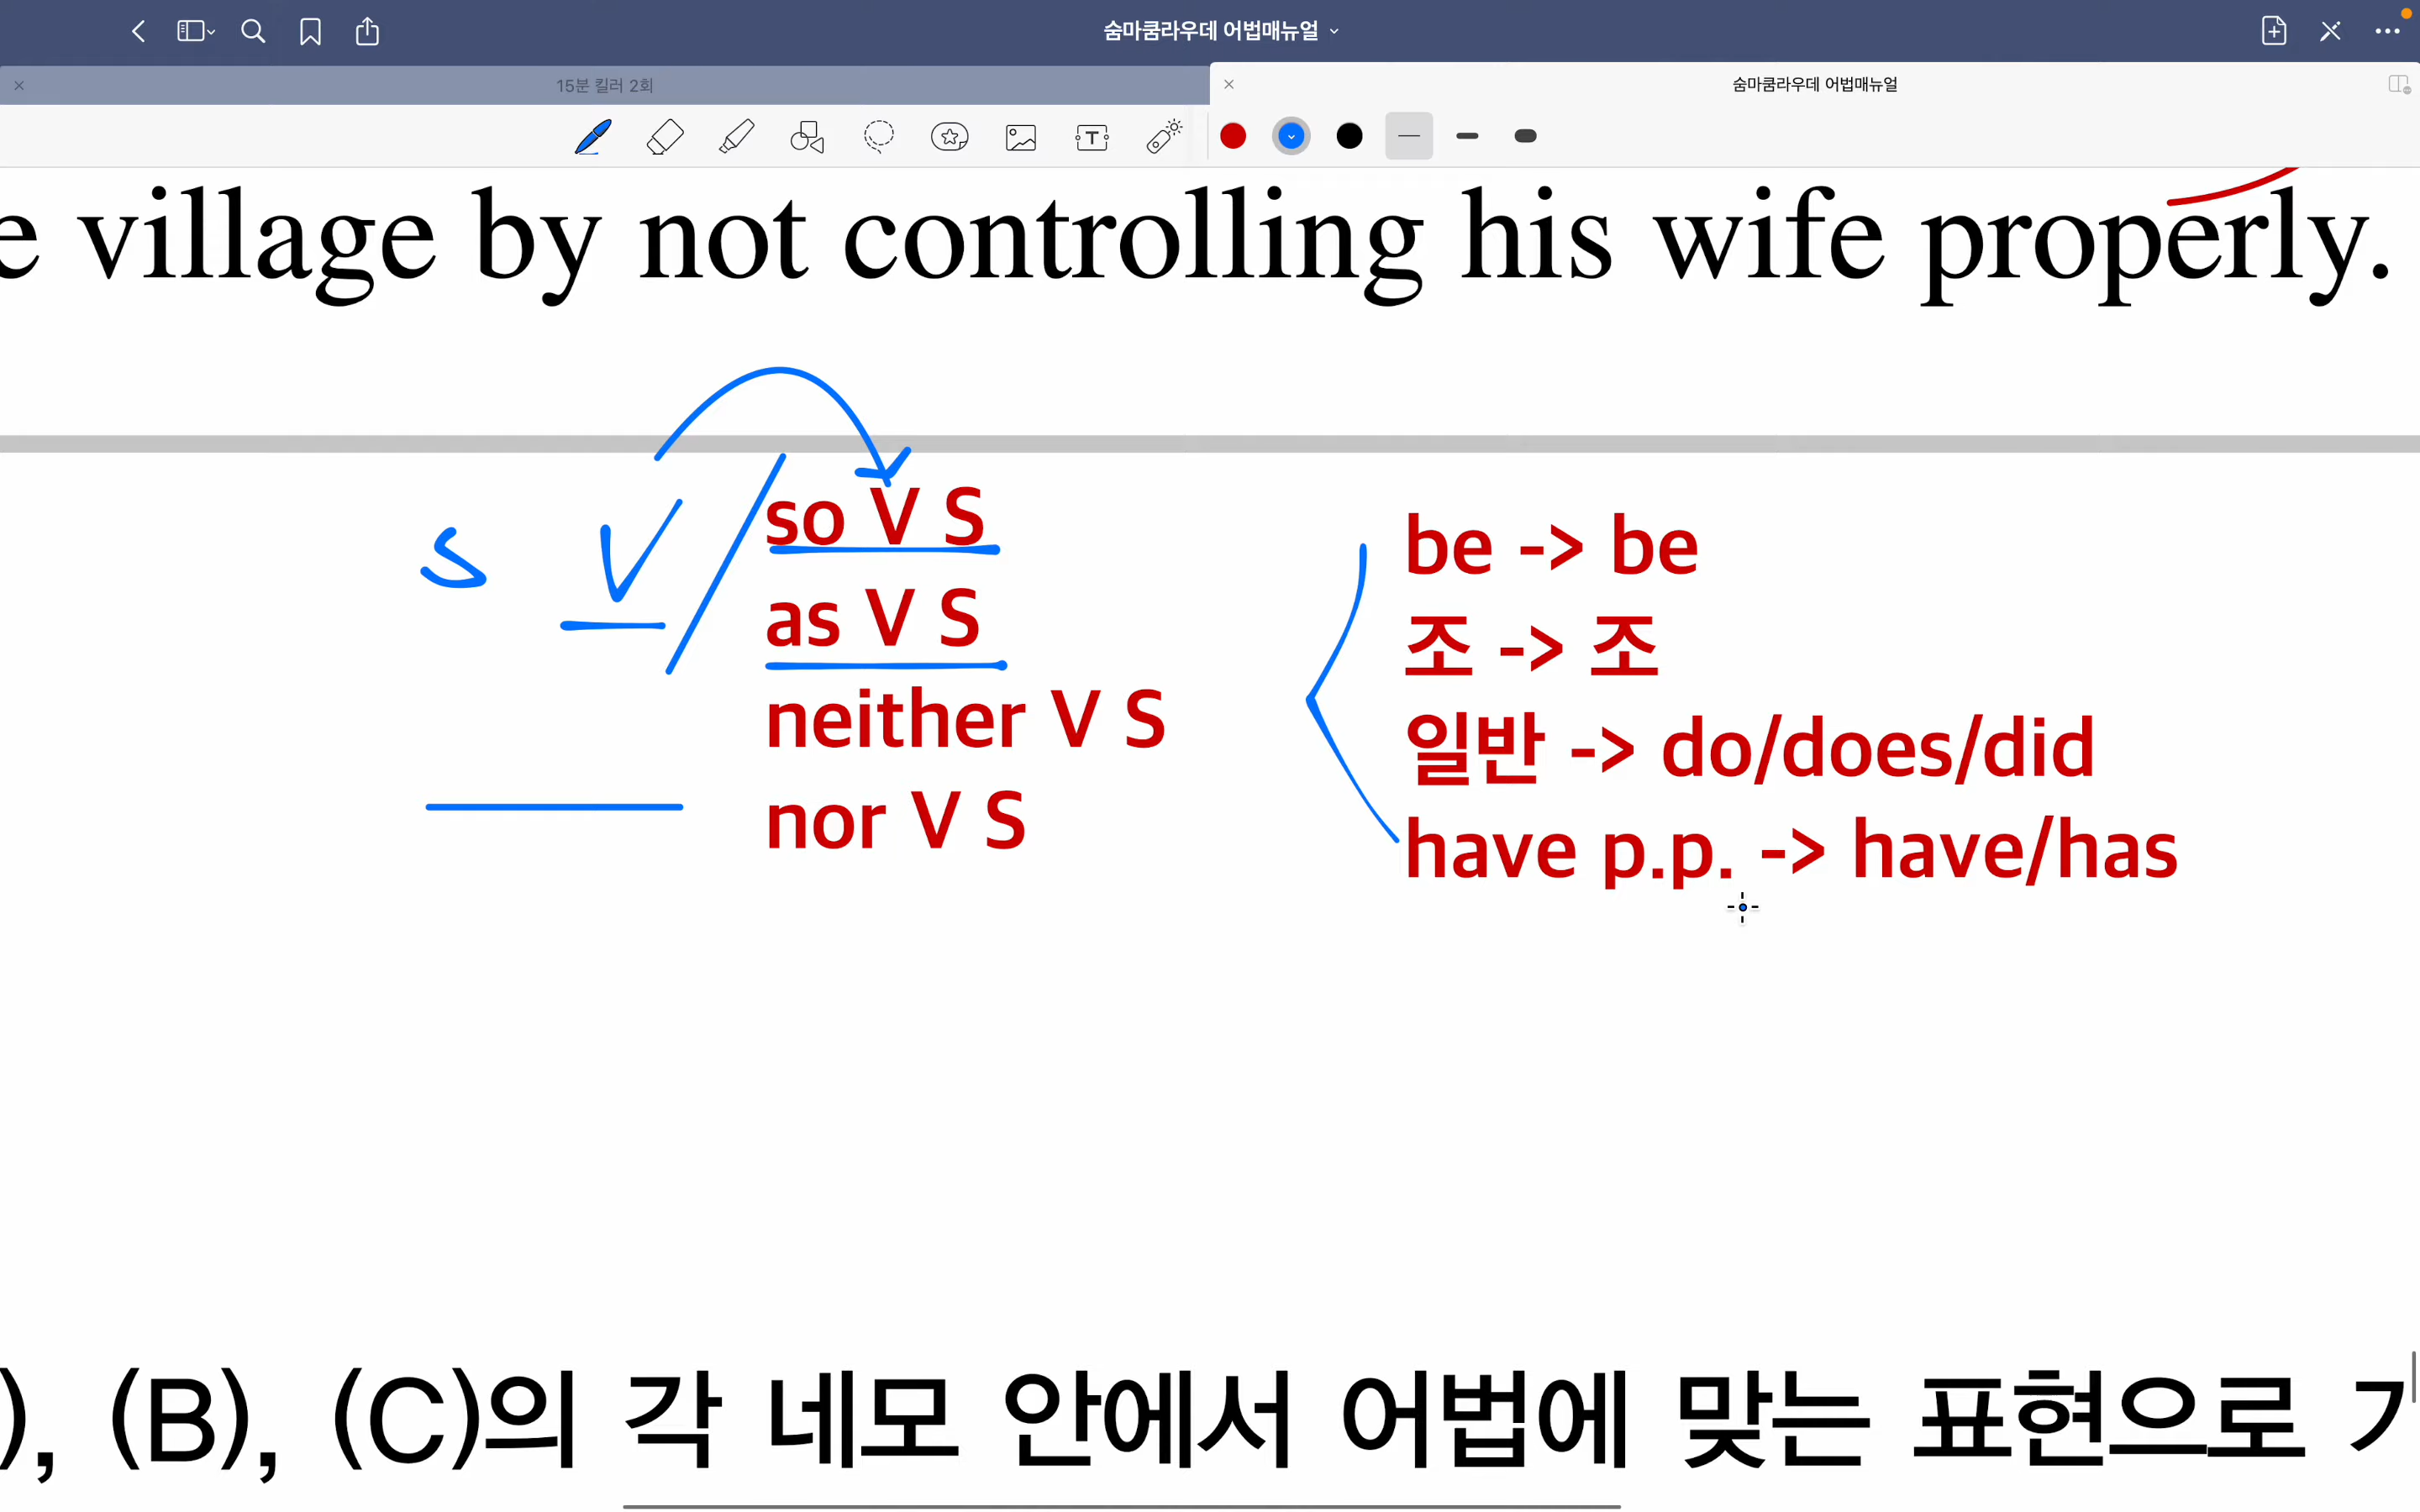 숨마쿰라우데 어법매뉴얼
15분 킬러 2회
숨마쿰라우데 어법매뉴얼
e village by not controlling his wife properly.
s V
so V S
as V S
neither V S
nor V S
be -> be
조 -> 조
일반 -> do/does/did
have p.p. -> have/has
), (B), (C)의 각 네모 안에서 어법에 맞는 표현으로